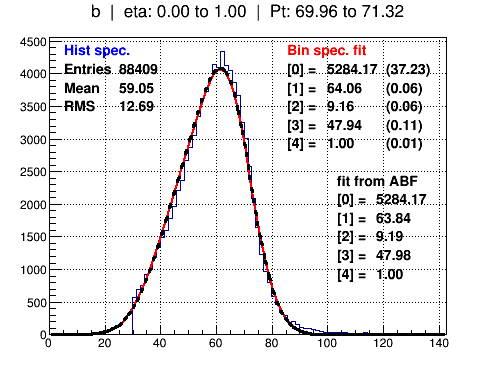 b | eta: 0.00 to 1.00 | Pt: 69.96 to 71.32
Hist spec.
Entries 88409
Mean 59.05
RMS 12.69
Bin spec. fit
[0] = 5284.17 (37.23)
[1] = 64.06 (0.06)
[2] = 9.16 (0.06)
[3] = 47.94 (0.11)
[4] = 1.00 (0.01)
fit from ABF
[0] = 5284.17
[1] = 63.84
[2] = 9.19
[3] = 47.98
[4] = 1.00
4500
4000
3500
3000
2500
2000
1500
1000
500
0
0 20 40 60 80 100 120 140